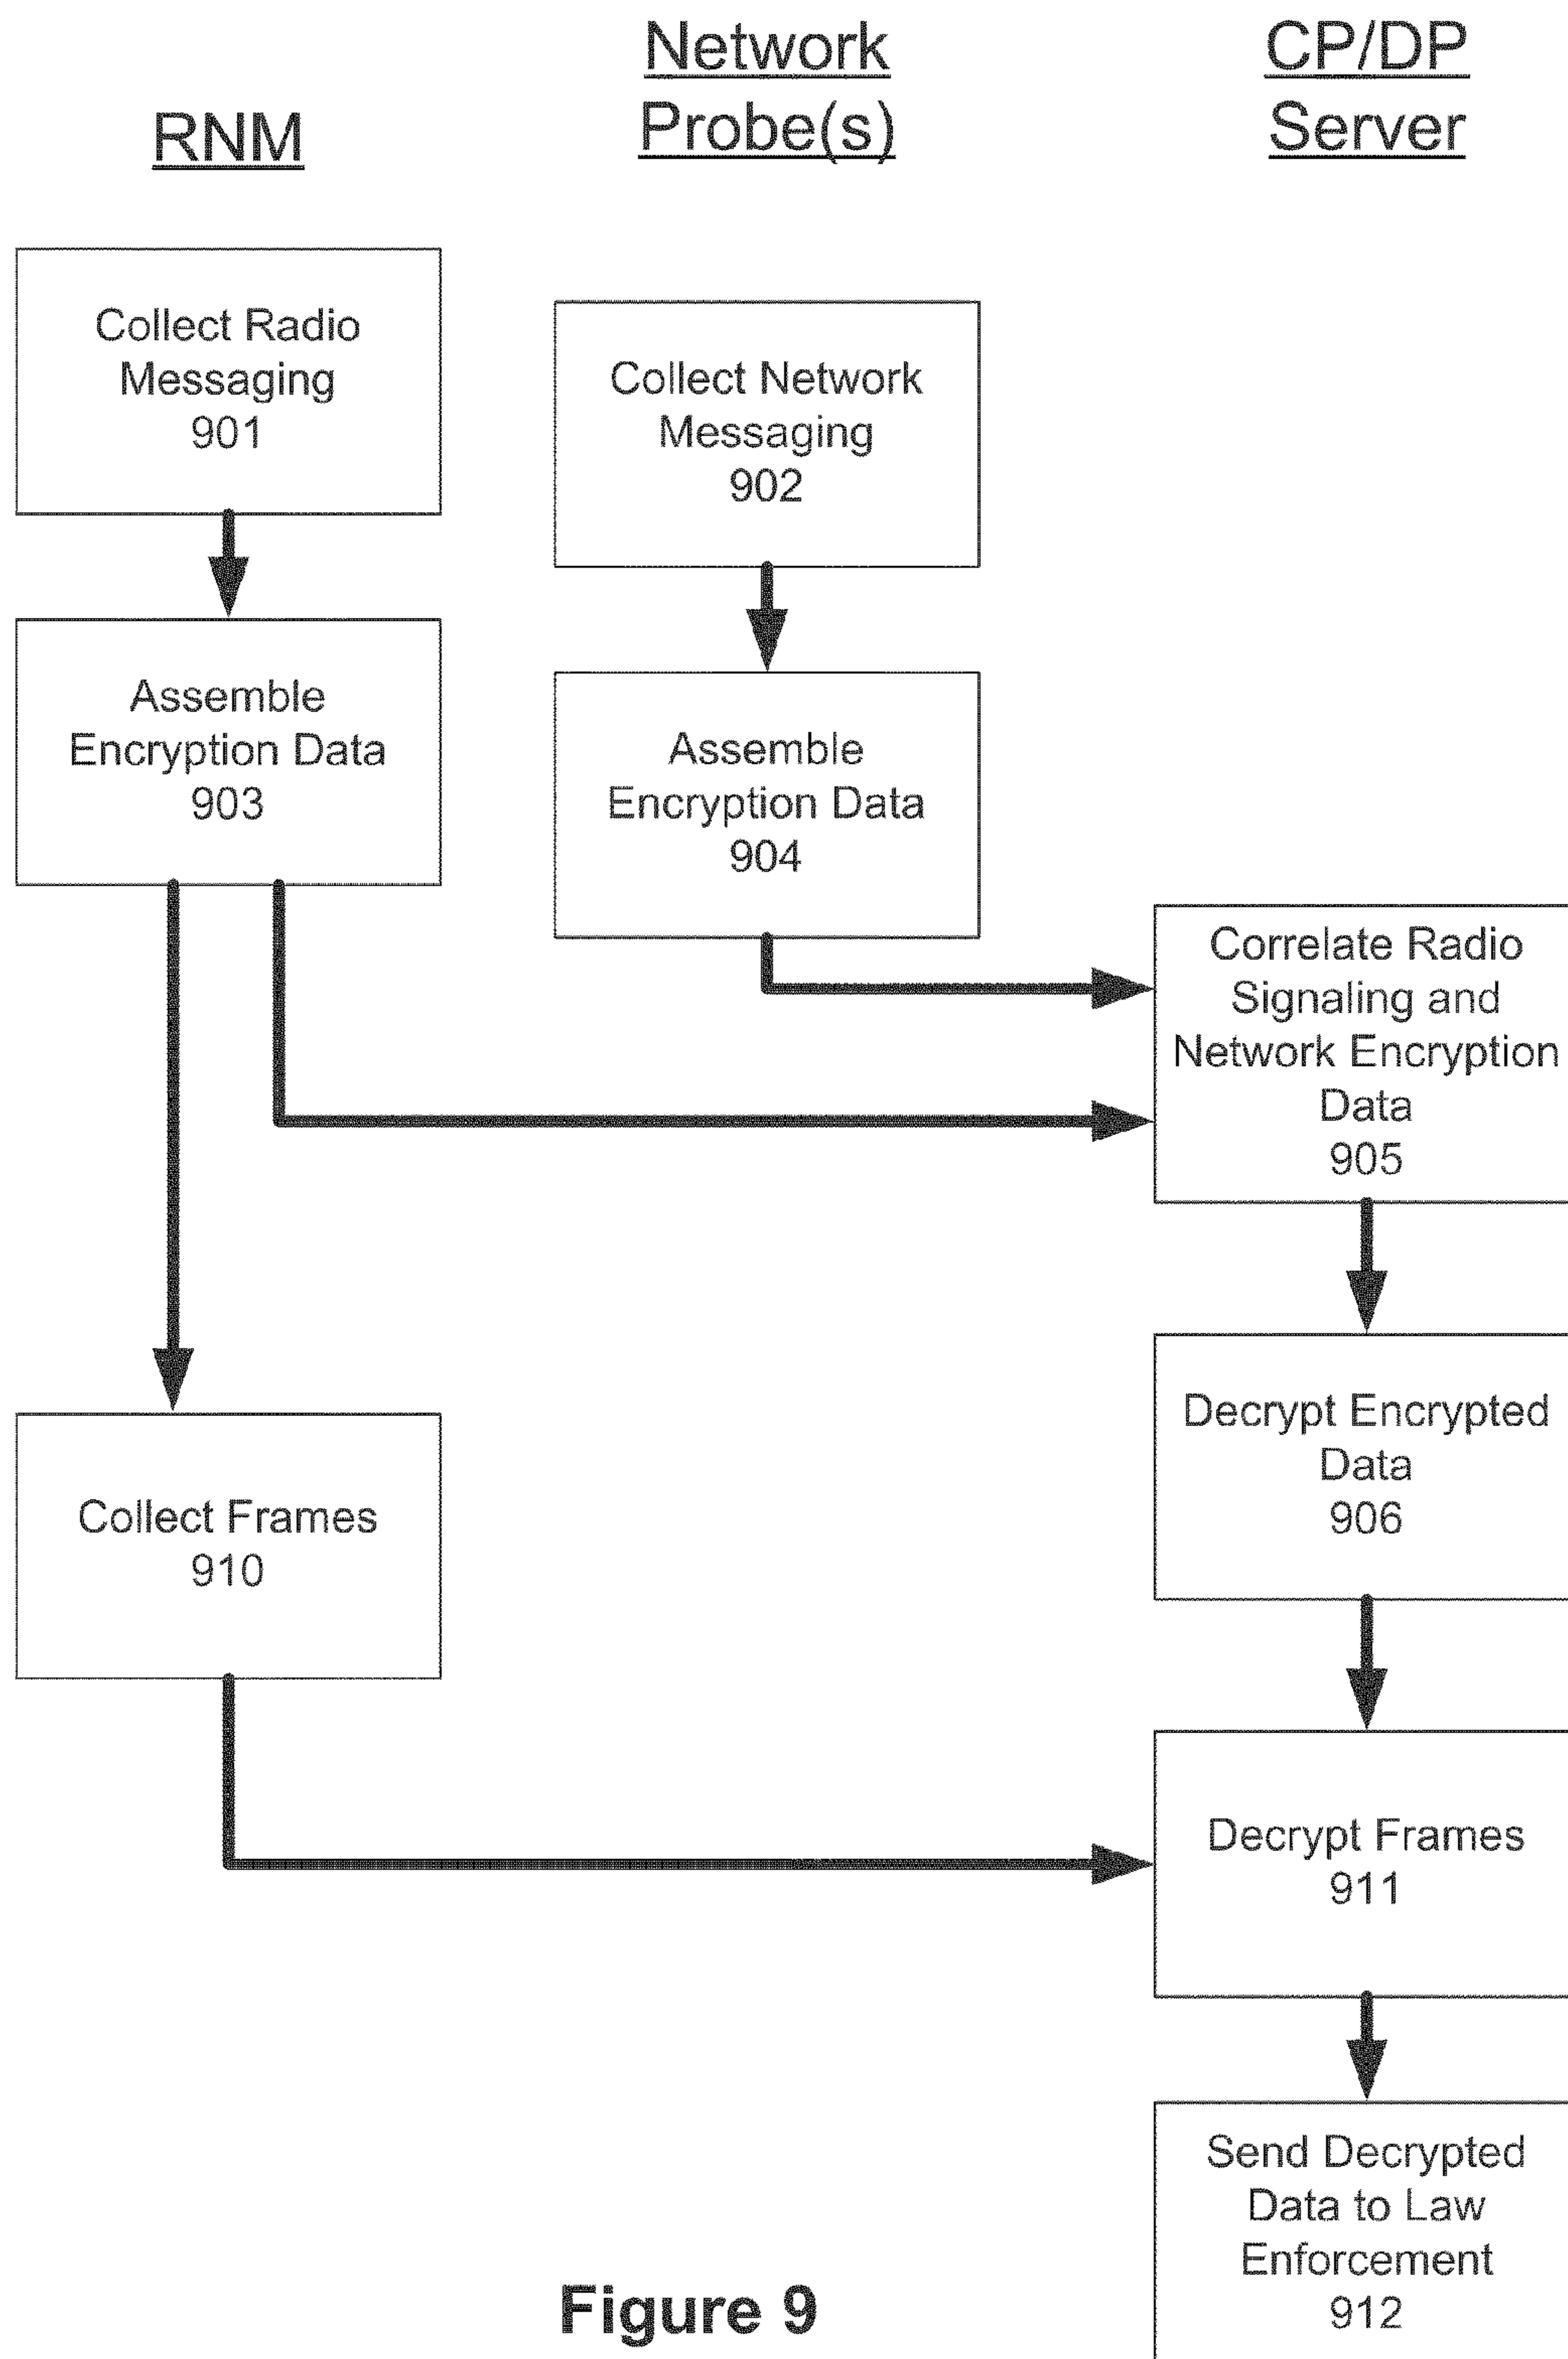 RNM
Network
Probe(s)
CP/DP
Server
Collect Radio
Messaging
901
Collect Network
Messaging
902
Assemble
Encryption Data
903
Assemble
Encryption Data
904
Correlate Radio
Signaling and
Network Encryption
Data
905
Decrypt Encrypted
Data
906
Collect Frames
910
Decrypt Frames
911
Send Decrypted
Data to Law
Enforcement
912
Figure 9